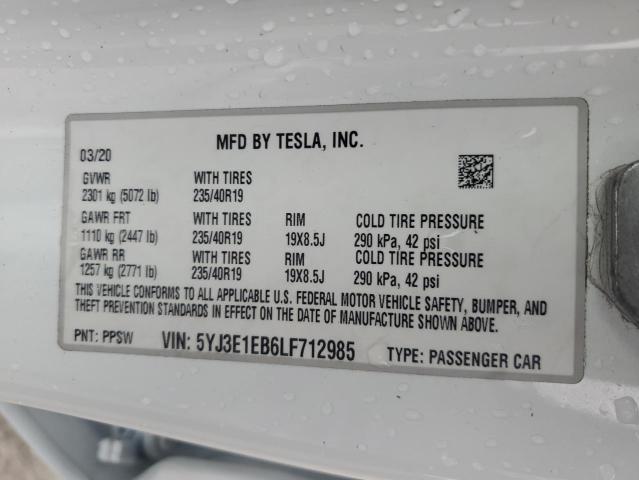 MFD BY TESLA, INC.
03/20
GVWR WITH TIRES
2301 kg (5072 lb) 235/40R19
GAWR FRT WITH TIRES RIM COLD TIRE PRESSURE
1110 kg (2447 lb) 235/40R19 19X8.5J 290 kPa, 42 psi
GAWR RR WITH TIRES RIM COLD TIRE PRESSURE
1257 kg (2771 lb) 235/40R19 19X8.5J 290 kPa, 42 psi
THIS VEHICLE CONFORMS TO ALL APPLICABLE U.S. FEDERAL MOTOR VEHICLE SAFETY, BUMPER, AND
THEFT PREVENTION STANDARDS IN EFFECT ON THE DATE OF MANUFACTURE SHOWN ABOVE.
PNT: PPSW VIN: 5YJ3E1EB6LF712985 TYPE: PASSENGER CAR